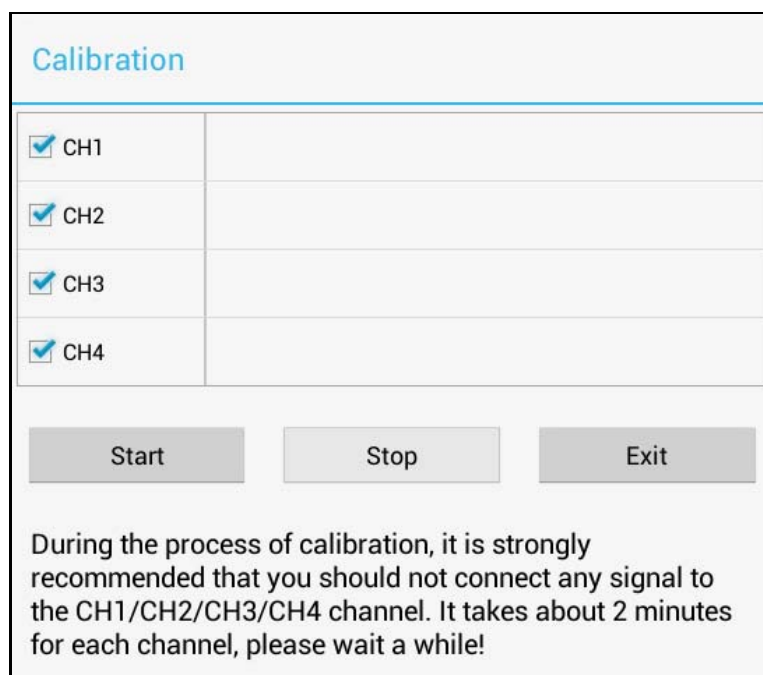 Calibration
CH1
CH2
CH3
CH4
Start Stop Exit
During the process of calibration, it is strongly
recommended that you should not connect any signal to
the CH1/CH2/CH3/CH4 channel. It takes about 2 minutes
for each channel, please wait a while!